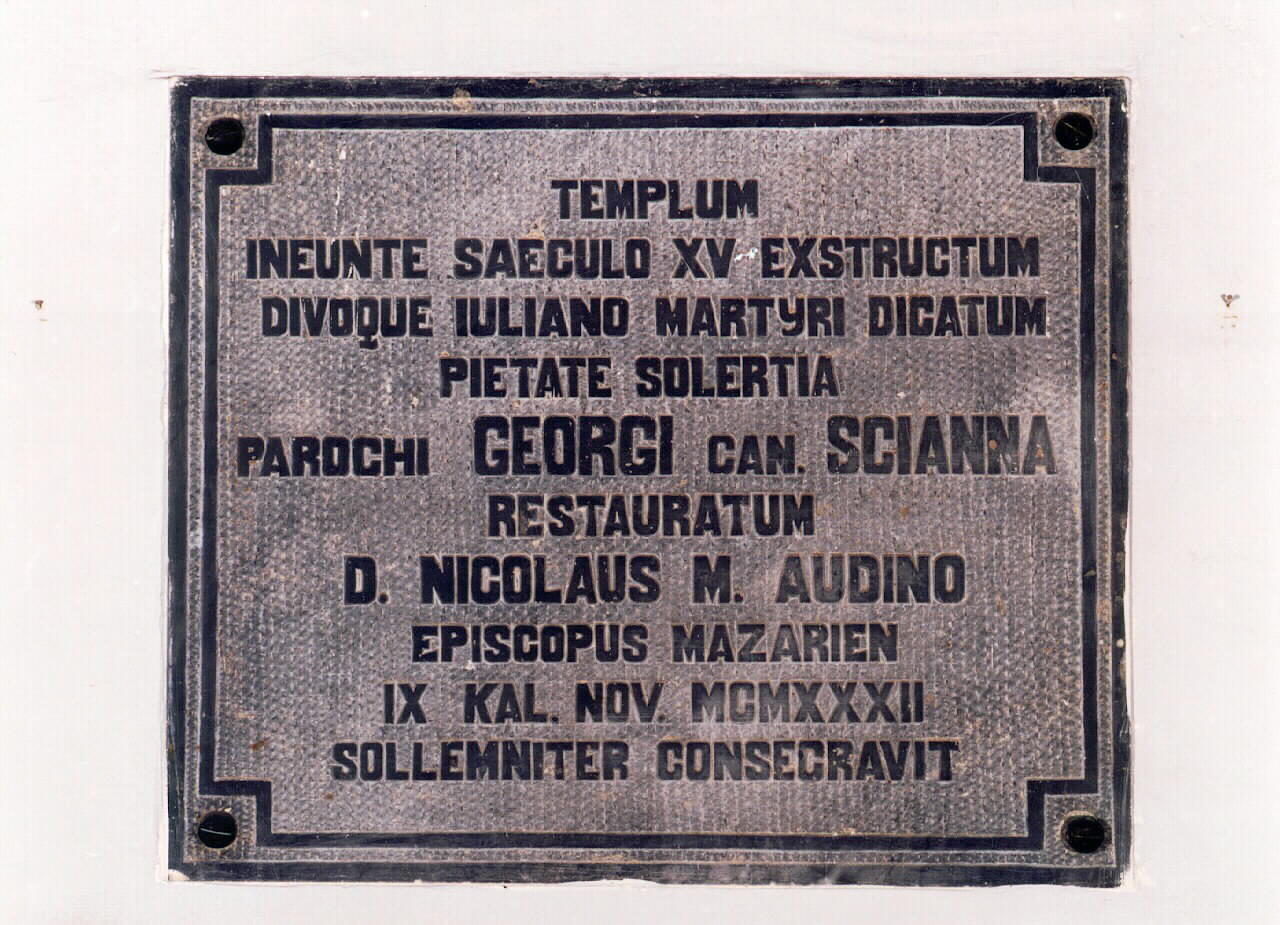 TEMPLUM
INEUNTE SAECULO XV EXSTRUCTUM
DIVOQUE IULIANO MARTYRI DICATUM
PIETATE SOLERTIA
PAROCHI GEORGI CAN. SCIANNA
RESTAURATUM
D. NICOLAUS M. AUDINO
EPISCOPUS MAZARIEN
IX KAL. NOV. MCMXXXII
SOLLEMNITER CONSECRAVIT